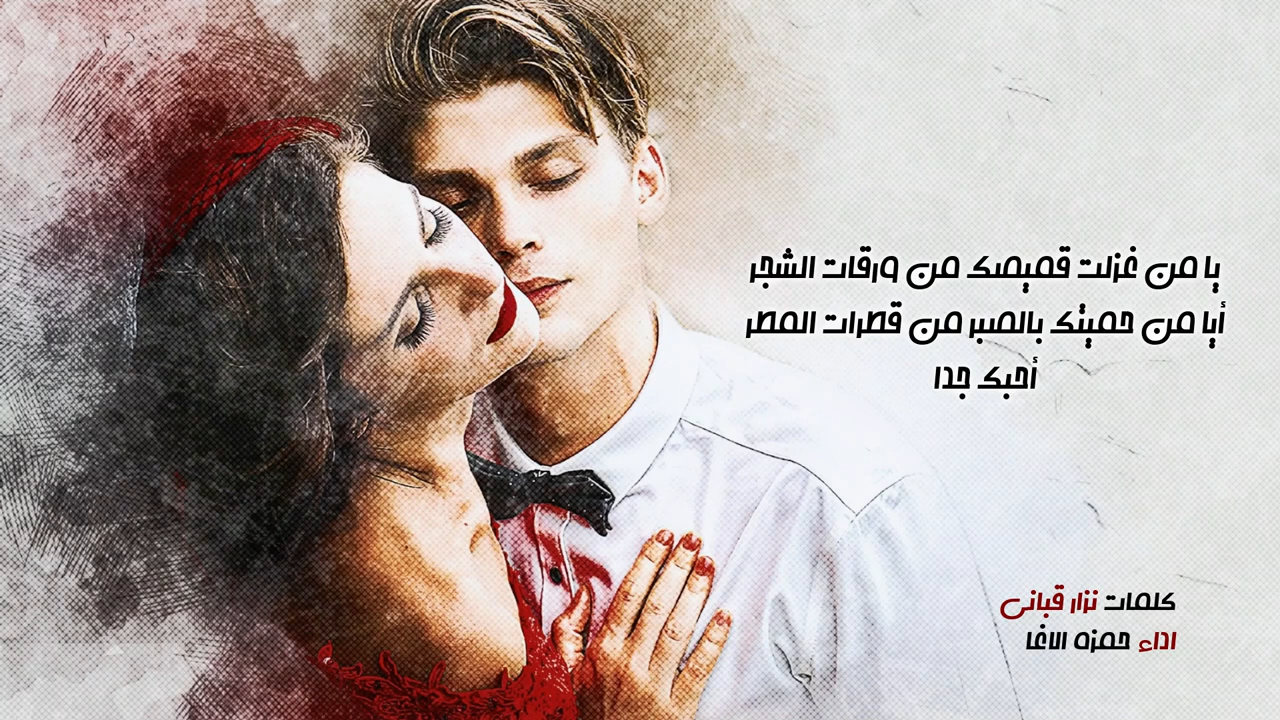 يا من غزلت قميصك من ورقات الشجر
أيا من حميتك بالصبر من قطرات المطر
أحبك جدا
كلمات نزار قباني
اداء حمزه الاغا